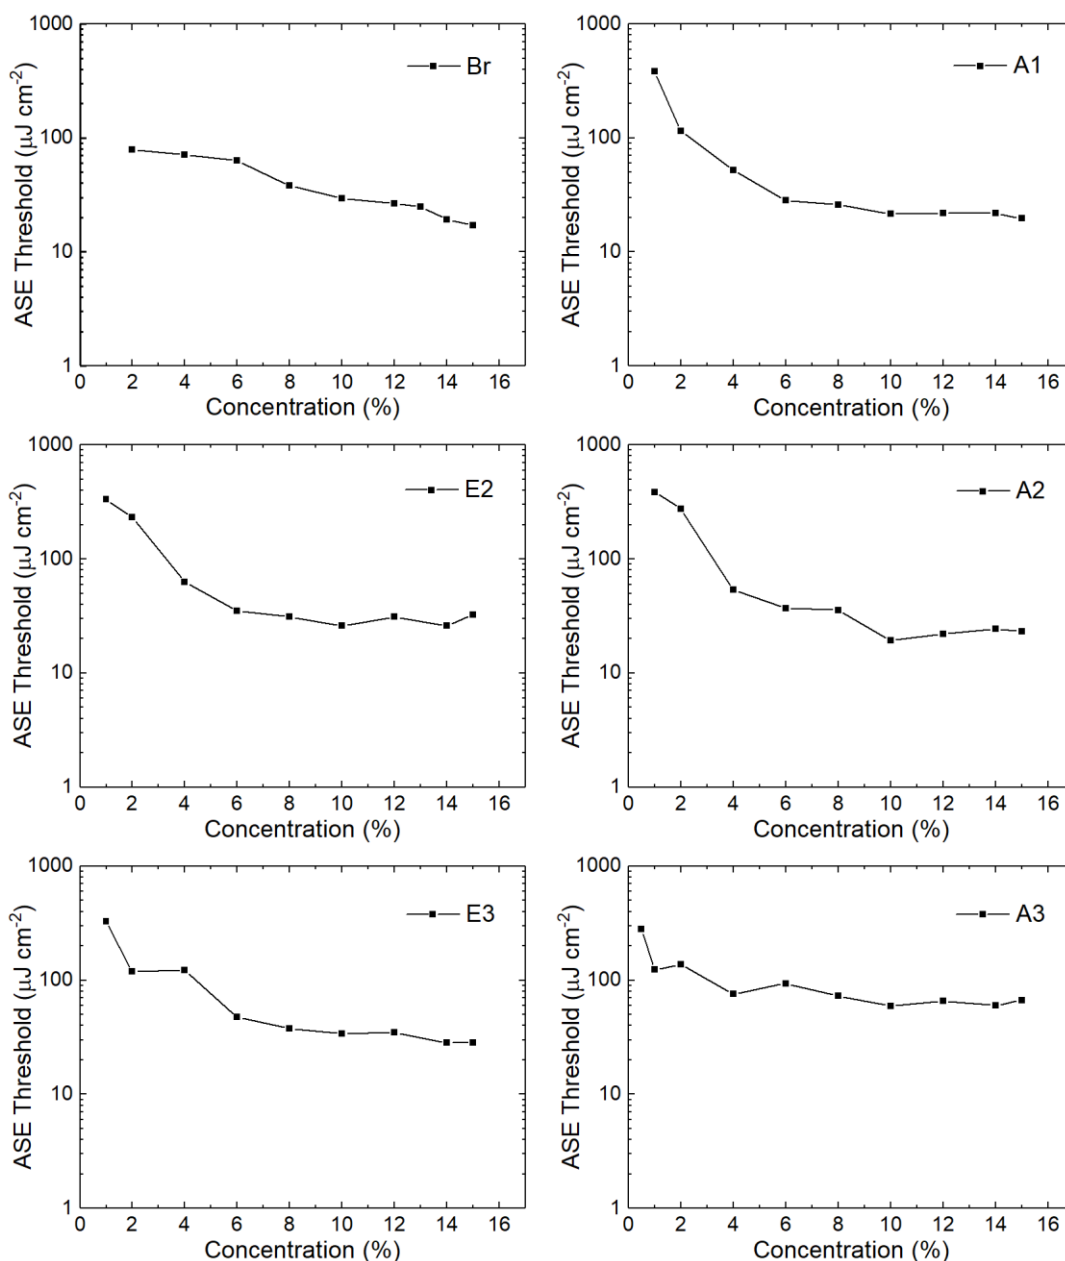 1000
100
10
1
ASE Threshold (μJ cm-2)
Br
0 2 4 6 8 10 12 14 16
Concentration (%)
1000
100
10
1
ASE Threshold (μJ cm-2)
A1
0 2 4 6 8 10 12 14 16
Concentration (%)
1000
100
10
1
ASE Threshold (μJ cm-2)
E2
0 2 4 6 8 10 12 14 16
Concentration (%)
1000
100
10
1
ASE Threshold (μJ cm-2)
A2
0 2 4 6 8 10 12 14 16
Concentration (%)
1000
100
10
1
ASE Threshold (μJ cm-2)
E3
0 2 4 6 8 10 12 14 16
Concentration (%)
1000
100
10
1
ASE Threshold (μJ cm-2)
A3
0 2 4 6 8 10 12 14 16
Concentration (%)